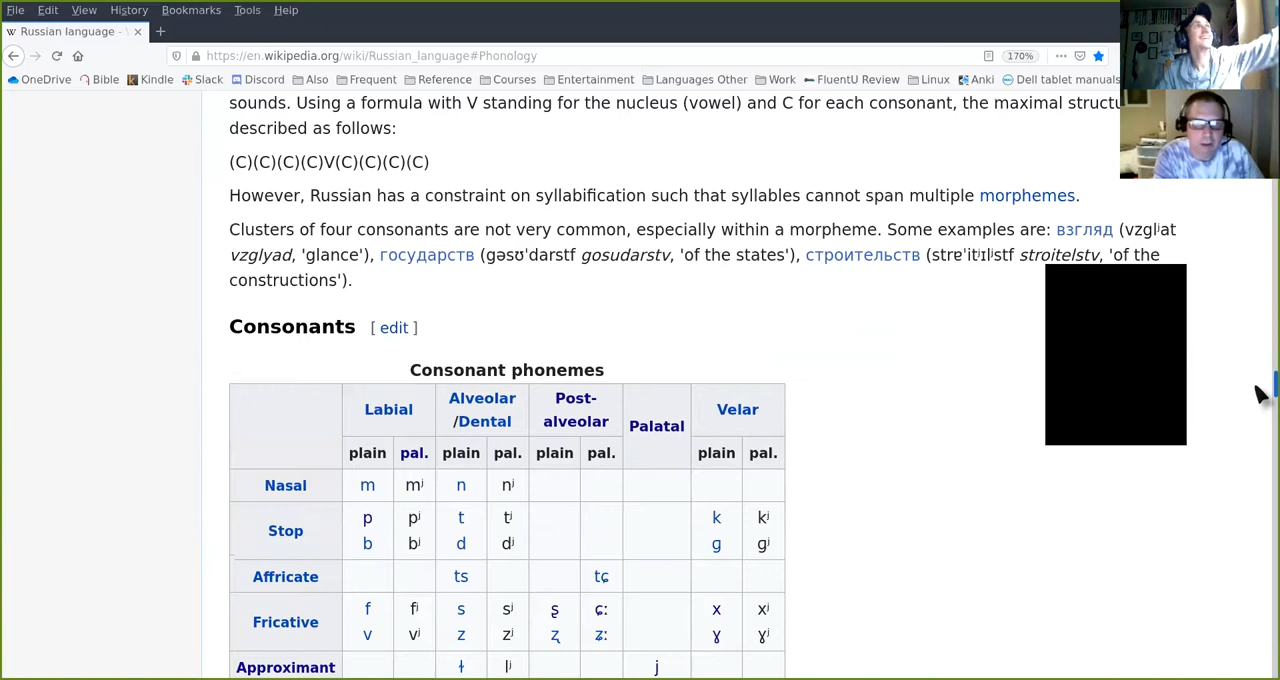 File Edit View History Bookmarks Tools Help
W Russian language -
https://en.wikipedia.org/wiki/Russian_language#Phonology 170%
OneDrive Bible Kindle Slack Discord Also Frequent Reference Courses Entertainment Languages Other Work FluentU Review Linux Anki Dell tablet manuals
sounds. Using a formula with V standing for the nucleus (vowel) and C for each consonant, the maximal structu
described as follows:
(C)(C)(C)(C)V(C)(C)(C)(C)
However, Russian has a constraint on syllabification such that syllables cannot span multiple morphemes.
Clusters of four consonants are not very common, especially within a morpheme. Some examples are: взгляд (vzglʲat
vzglyad, 'glance'), государств (gəsʊˈdarstf gosudarstv, 'of the states'), строительств (strɐˈitʲɪlʲstf stroitelstv, 'of the
constructions').
Consonants [ edit ]
Consonant phonemes
Labial Alveolar /Dental Post-alveolar Palatal Velar
plain pal. plain pal. plain pal. plain pal.
Nasal m mʲ n nʲ
Stop p pʲ t tʲ k kʲ
b bʲ d dʲ g gʲ
Affricate ts tɕ
Fricative f fʲ s sʲ ʂ ɕː x xʲ
v vʲ z zʲ ʐ ʑː ɣ ɣʲ
Approximant ɫ lʲ j